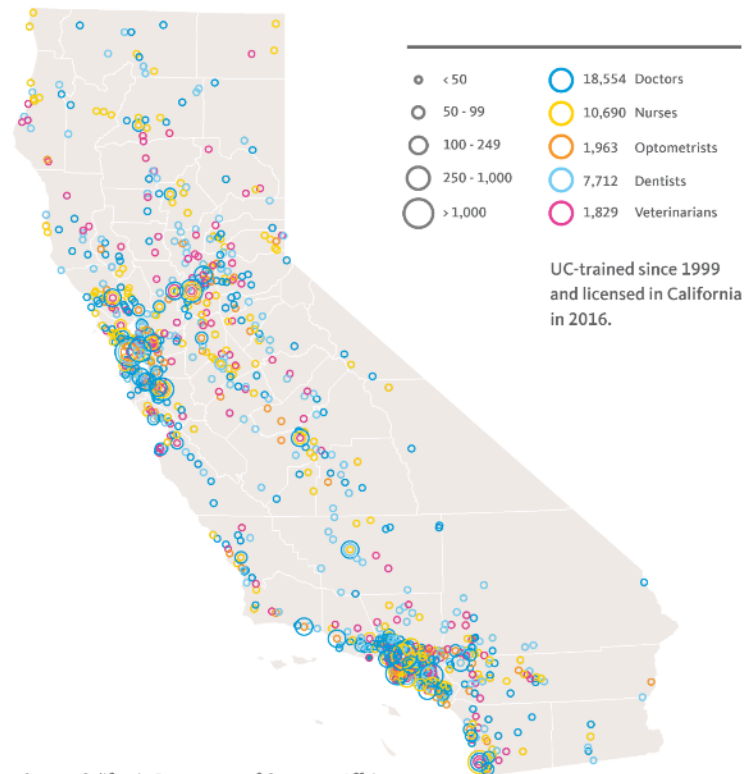 < 50
18,554 Doctors
50 - 99
10,690 Nurses
100 - 249
1,963 Optometrists
250 - 1,000
7,712 Dentists
> 1,000
1,829 Veterinarians
UC-trained since 1999
and licensed in California
in 2016.